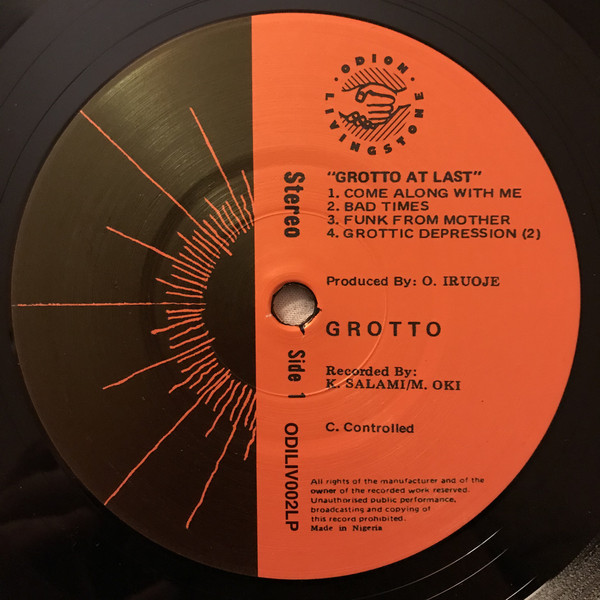 · ODION ·
LIVINGSTONE
"GROTTO AT LAST"
1. COME ALONG WITH ME
2. BAD TIMES
3. FUNK FROM MOTHER
4. GROTTIC DEPRESSION (2)
Stereo
Produced By: O. IRUOJE
GROTTO
Side 1
Recorded By:
K. SALAMI/M. OKI
C. Controlled
ODILIV002LP
All rights of the manufacturer and of the
owner of the recorded work reserved.
Unauthorised public performance,
broadcasting and copying of
this record prohibited.
Made in Nigeria